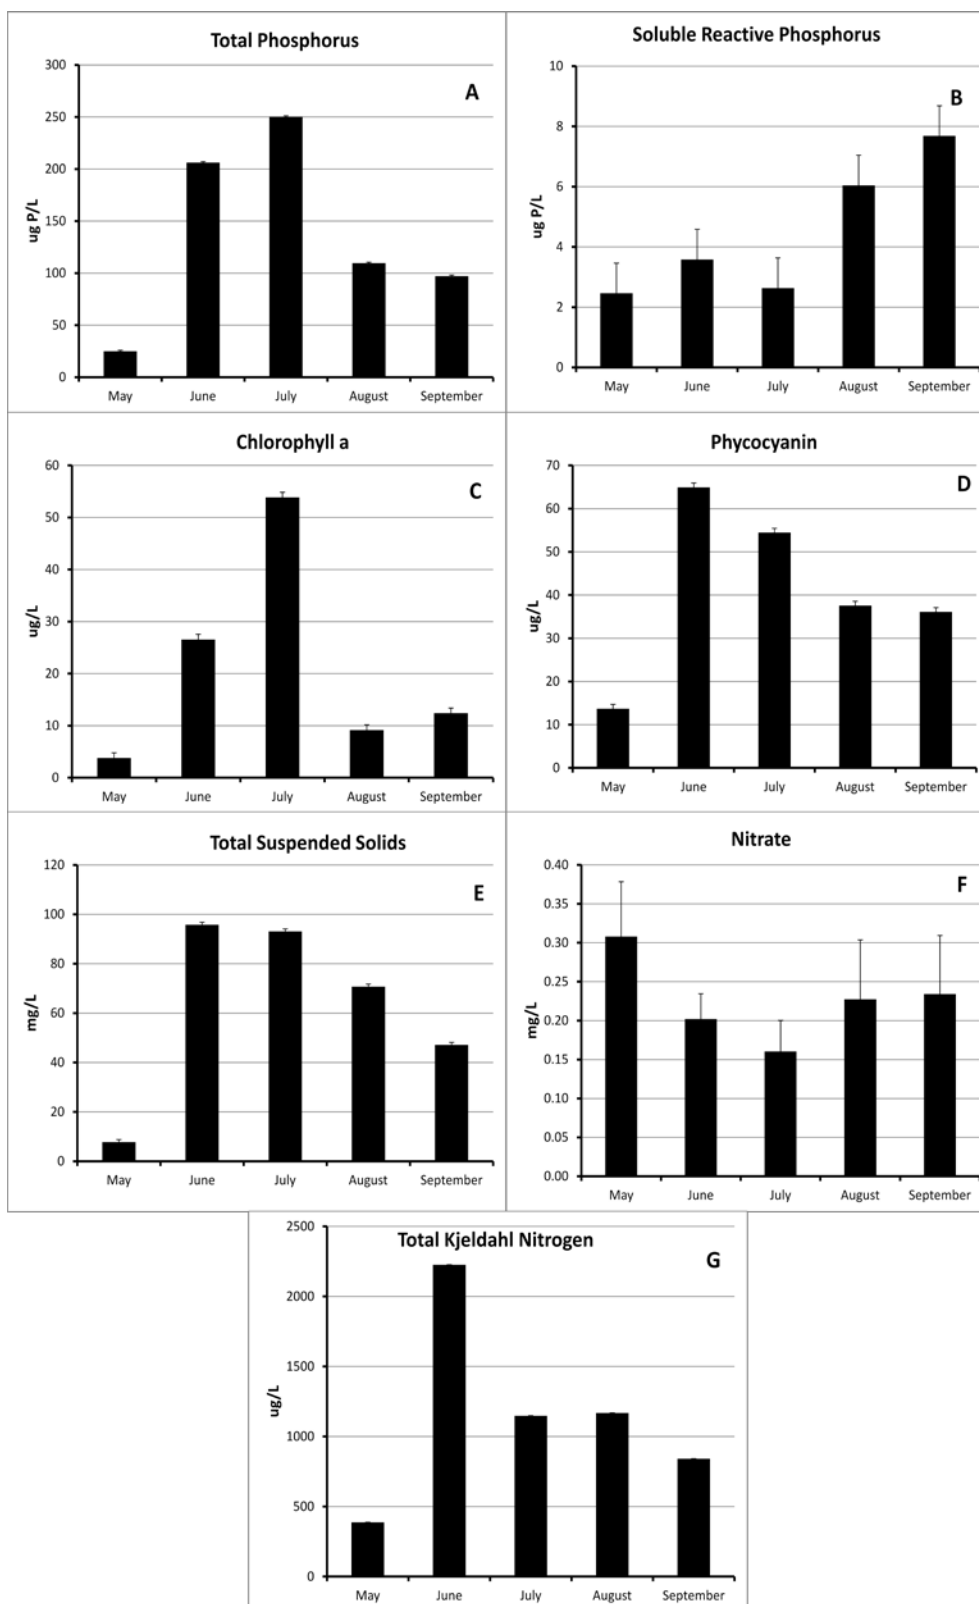 Total Phosphorus
A
300
250
200
150
100
50
0
ug P/L
May June July August September
Soluble Reactive Phosphorus
B
10
8
6
4
2
0
ug P/L
May June July August September
Chlorophyll a
C
60
50
40
30
20
10
0
ug/L
May June July August September
Phycocyanin
D
70
60
50
40
30
20
10
0
ug/L
May June July August September
Total Suspended Solids
E
120
100
80
60
40
20
0
mg/L
May June July August September
Nitrate
F
0.40
0.35
0.30
0.25
0.20
0.15
0.10
0.05
0.00
mg/L
May June July August September
Total Kjeldahl Nitrogen
G
2500
2000
1500
1000
500
0
ug/L
May June July August September